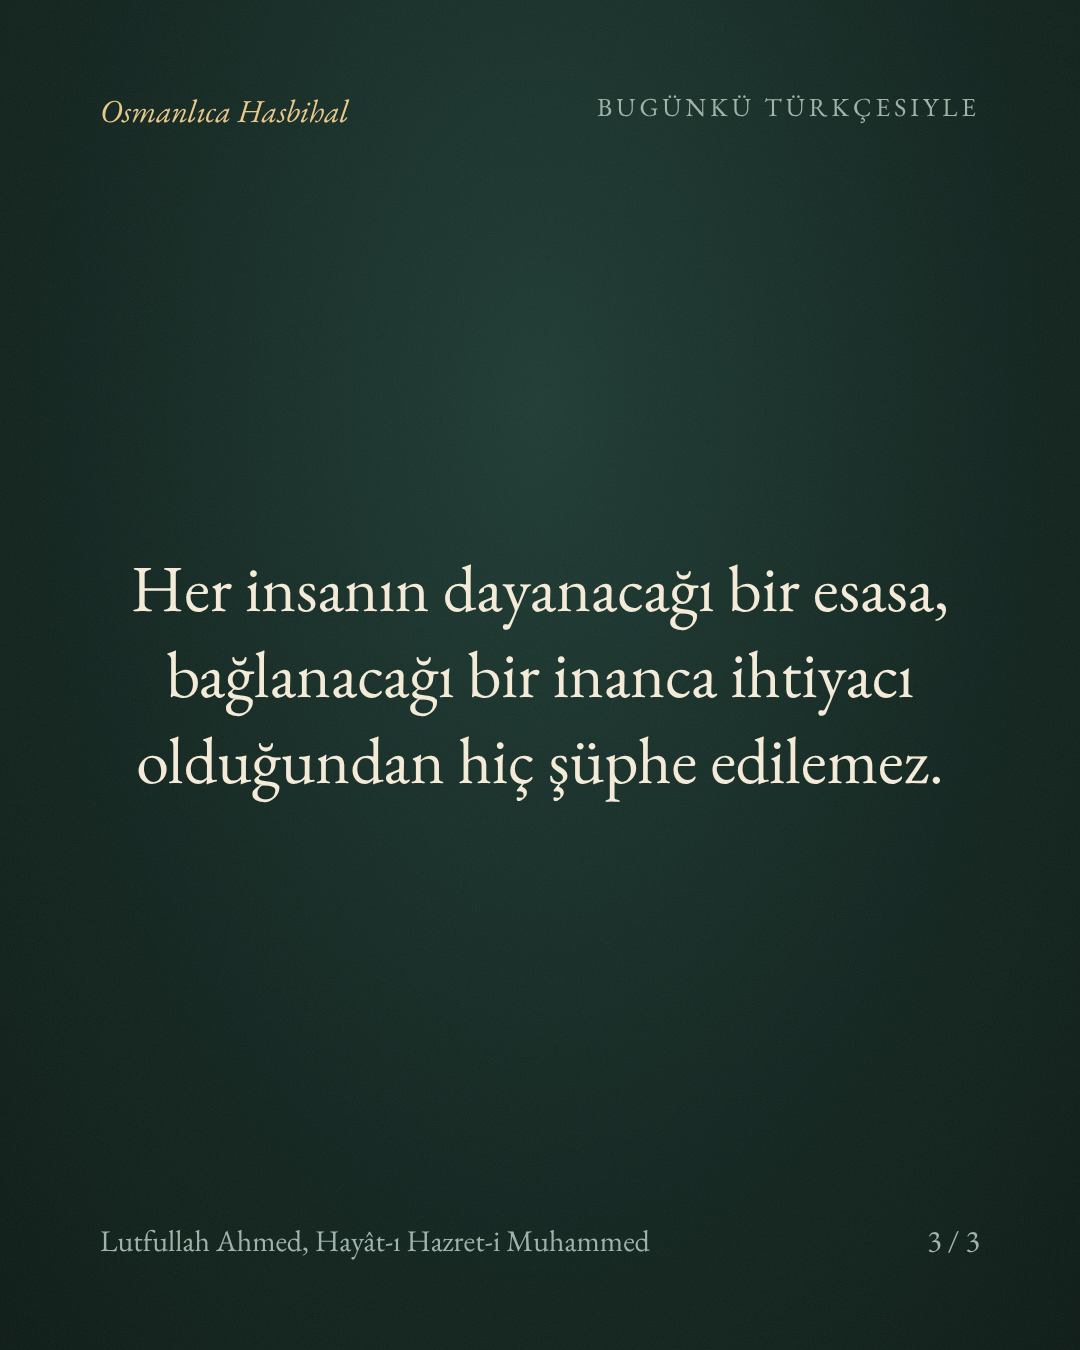 Osmanlıca Hasbihal
BUGÜNKÜ TÜRKÇESIYLE
Her insanın dayanacağı bir esasa,
bağlanacağı bir inanca ihtiyacı
olduğundan hiç şüphe edilemez.
Lutfullah Ahmed, Hayât-ı Hazret-i Muhammed
3 / 3